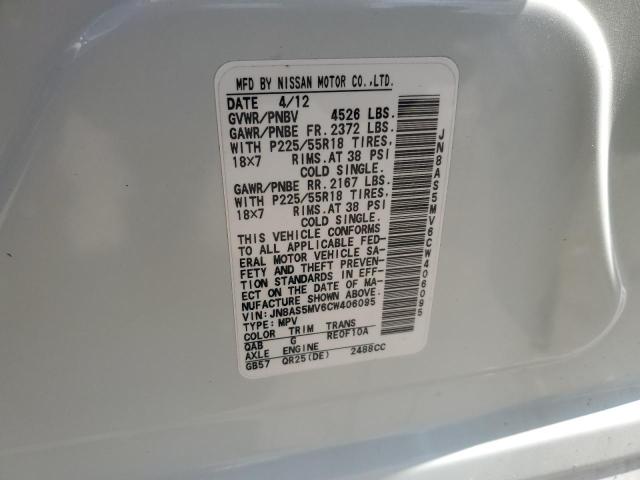 MFD BY NISSAN MOTOR CO.,LTD.
DATE 4/12
GVWR/PNBV 4526 LBS.
GAWR/PNBE FR. 2372 LBS.
WITH P225/55R18 TIRES,
18X7 RIMS. AT 38 PSI
COLD SINGLE.
GAWR/PNBE RR. 2167 LBS.
WITH P225/55R18 TIRES,
18X7 RIMS. AT 38 PSI
COLD SINGLE.
THIS VEHICLE CONFORMS
TO ALL APPLICABLE FED-
ERAL MOTOR VEHICLE SA-
FETY AND THEFT PREVEN-
TION STANDARDS IN EFF-
ECT ON THE DATE OF MA-
NUFACTURE SHOWN ABOVE.
VIN: JN8AS5MV6CW406095
TYPE: MPV
COLOR TRIM TRANS
QAB G RE0F10A
AXLE ENGINE
GB57 QR25(DE) 2488CC
JN8AS5MV6CW406095